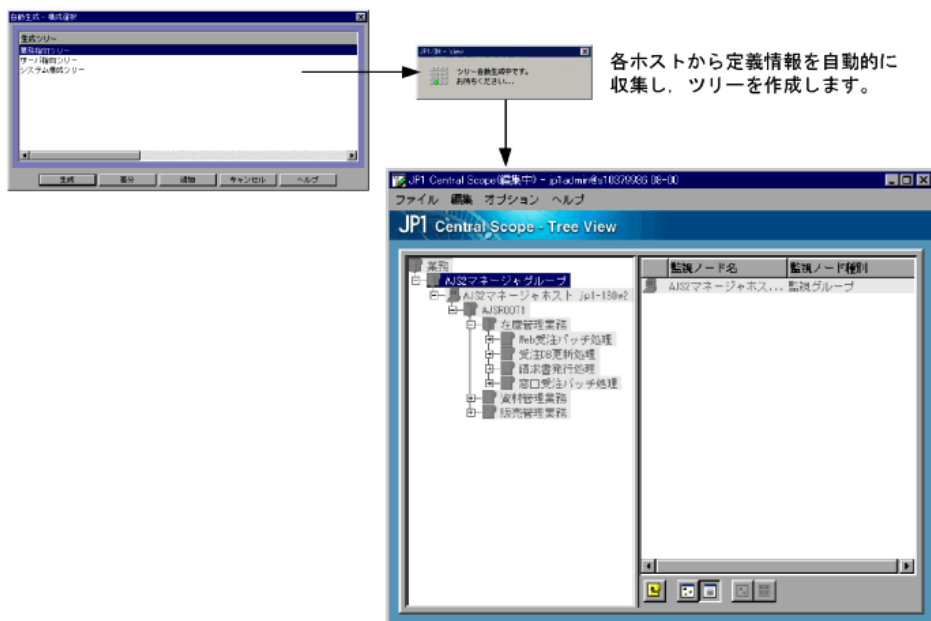 自動生成 - 構成選択
生成ツリー
業務指向ツリー
サーバ指向ツリー
システム構成ツリー
生成
差分
追加
キャンセル
ヘルプ
JP1/IM - View
ツリー自動生成中です。
お待ちください...
各ホストから定義情報を自動的に
収集し，ツリーを作成します。
JP1 Central Scope(編集中) - jp1admin@s10379936 08-00
ファイル 編集 オプション ヘルプ
JP1 Central Scope - Tree View
業務
AJS2マネージャグループ
AJS2マネージャホスト jp1-190w2
AJSROOT1
在庫管理業務
Web受注バッチ処理
受注DB更新処理
請求書発行処理
窓口受注バッチ処理
資材管理業務
販売管理業務
監視ノード名
監視ノード種別
AJS2マネージャホス...
監視グループ